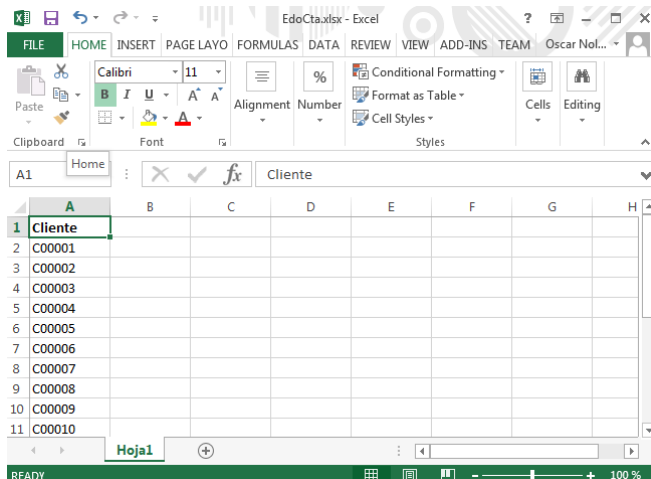 EdoCta.xlsx - Excel
FILE HOME INSERT PAGE LAYO FORMULAS DATA REVIEW VIEW ADD-INS TEAM Oscar Nol...
Calibri 11 % Conditional Formatting
Paste B I U A A Alignment Number Format as Table Cells Editing
A Cell Styles
Clipboard Font Styles
Home
A1 fx Cliente
A B C D E F G H
1 Cliente
2 C00001
3 C00002
4 C00003
5 C00004
6 C00005
7 C00006
8 C00007
9 C00008
10 C00009
11 C00010
Hoja1
READY 100 %